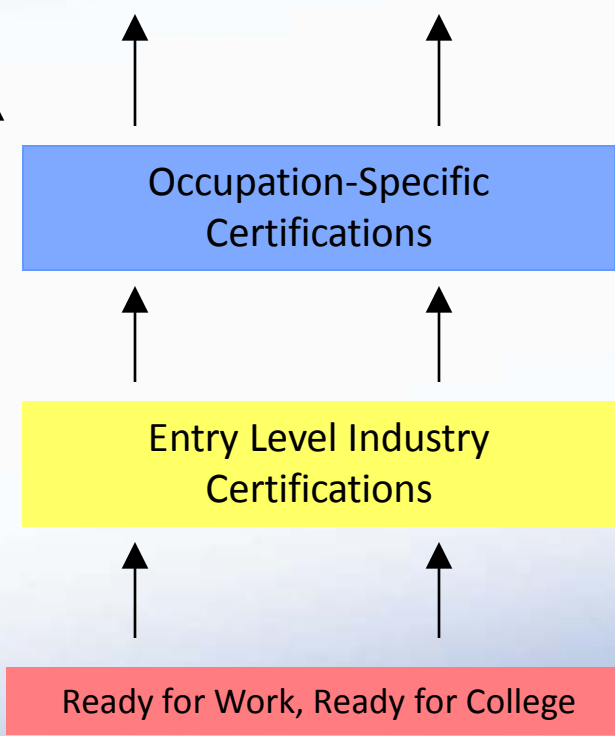 Occupation-Specific
Certifications
Entry Level Industry
Certifications
Ready for Work, Ready for College